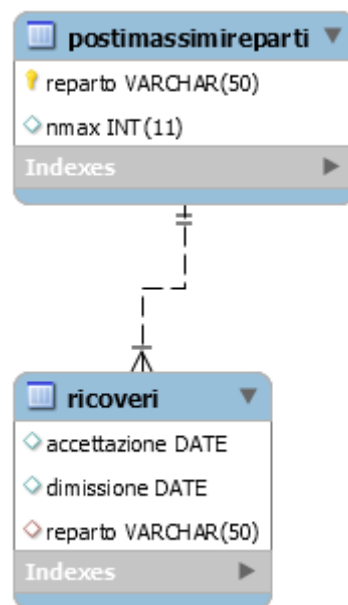 postimassimireparti
reparto VARCHAR(50)
nmax INT(11)
Indexes
ricoveri
accettazione DATE
dimissione DATE
reparto VARCHAR(50)
Indexes